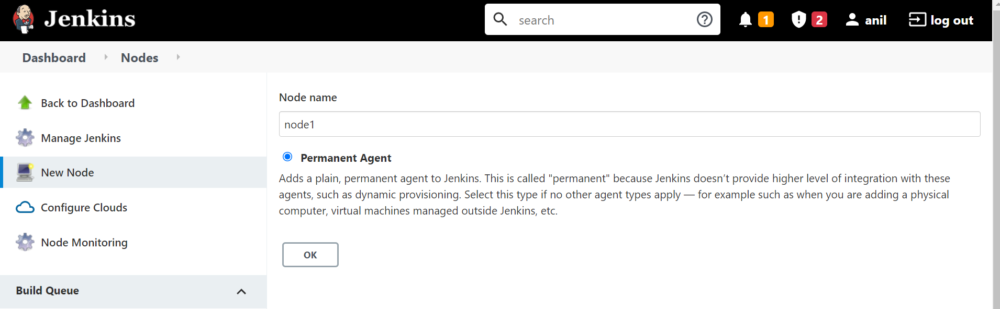 Jenkins
search
1
2
anil
log out
Dashboard
Nodes
Back to Dashboard
Manage Jenkins
New Node
Configure Clouds
Node Monitoring
Build Queue
Node name
node1
Permanent Agent
Adds a plain, permanent agent to Jenkins. This is called "permanent" because Jenkins doesn’t provide higher level of integration with these
agents, such as dynamic provisioning. Select this type if no other agent types apply — for example such as when you are adding a physical
computer, virtual machines managed outside Jenkins, etc.
OK